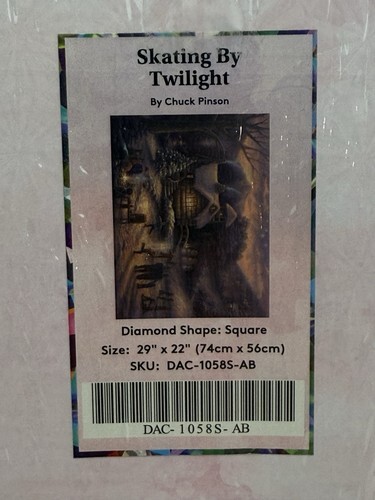 Skating By
Twilight
By Chuck Pinson
Diamond Shape: Square
Size: 29" x 22" (74cm x 56cm)
SKU: DAC-1058S-AB
DAC- 1058S- AB